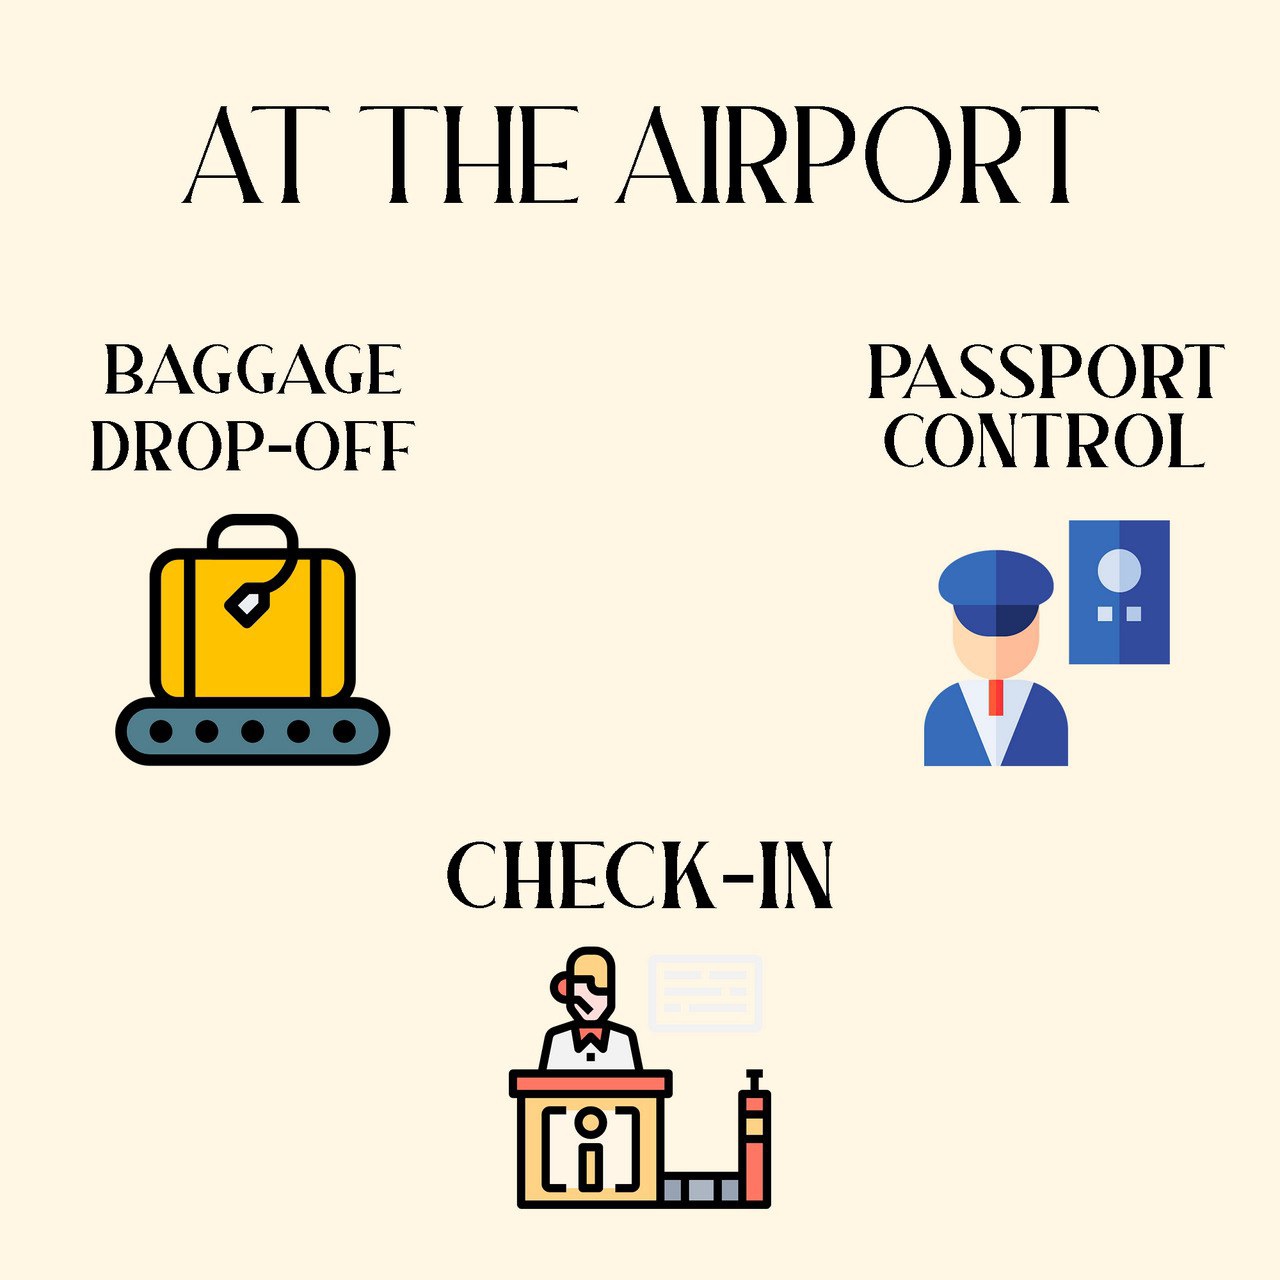 AT THE AIRPORT
BAGGAGE
DROP-OFF
PASSPORT
CONTROL
CHECK-IN
i